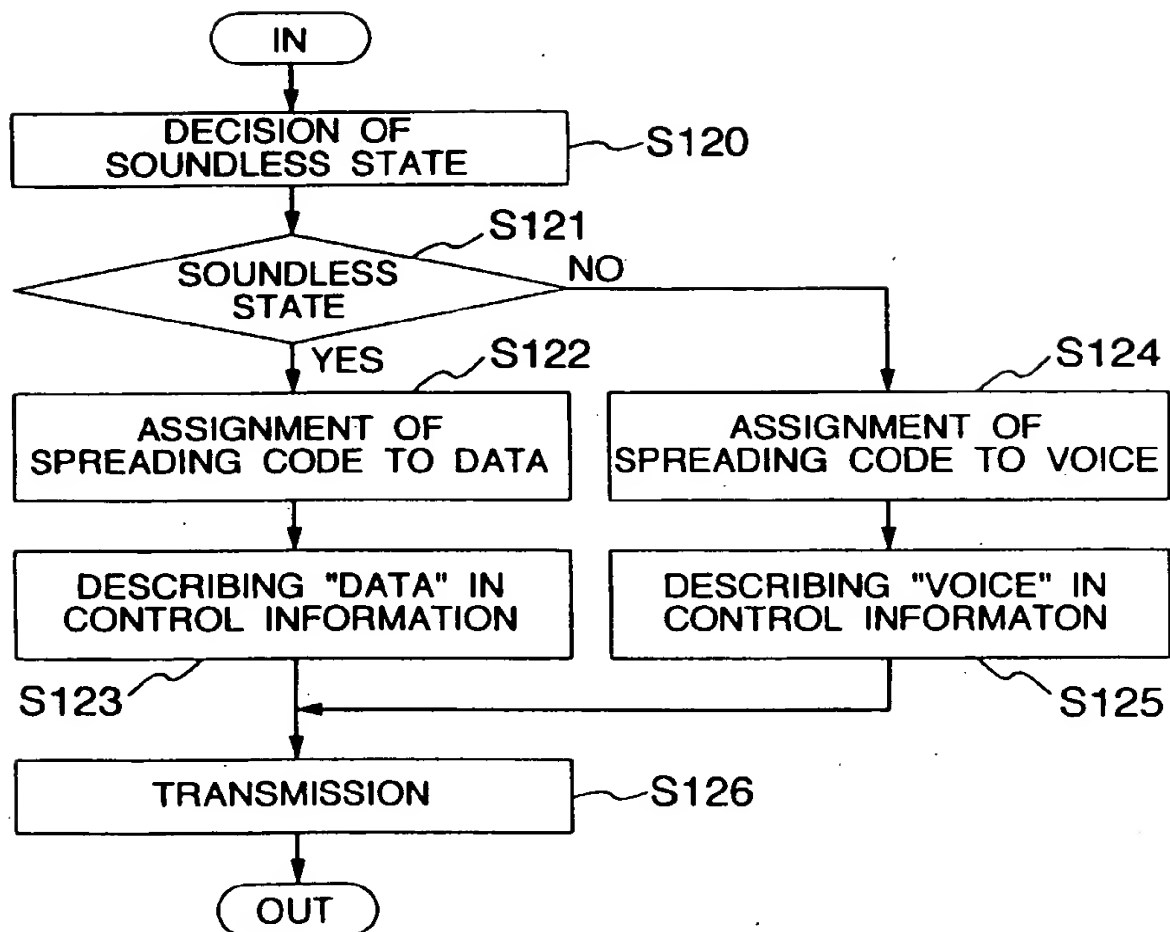 IN
DECISION OF
SOUNDLESS STATE
S120
S121
SOUNDLESS
STATE
NO
YES
S122
S124
ASSIGNMENT OF
SPREADING CODE TO DATA
ASSIGNMENT OF
SPREADING CODE TO VOICE
DESCRIBING "DATA" IN
CONTROL INFORMATION
DESCRIBING "VOICE" IN
CONTROL INFORMATON
S123
S125
TRANSMISSION
S126
OUT